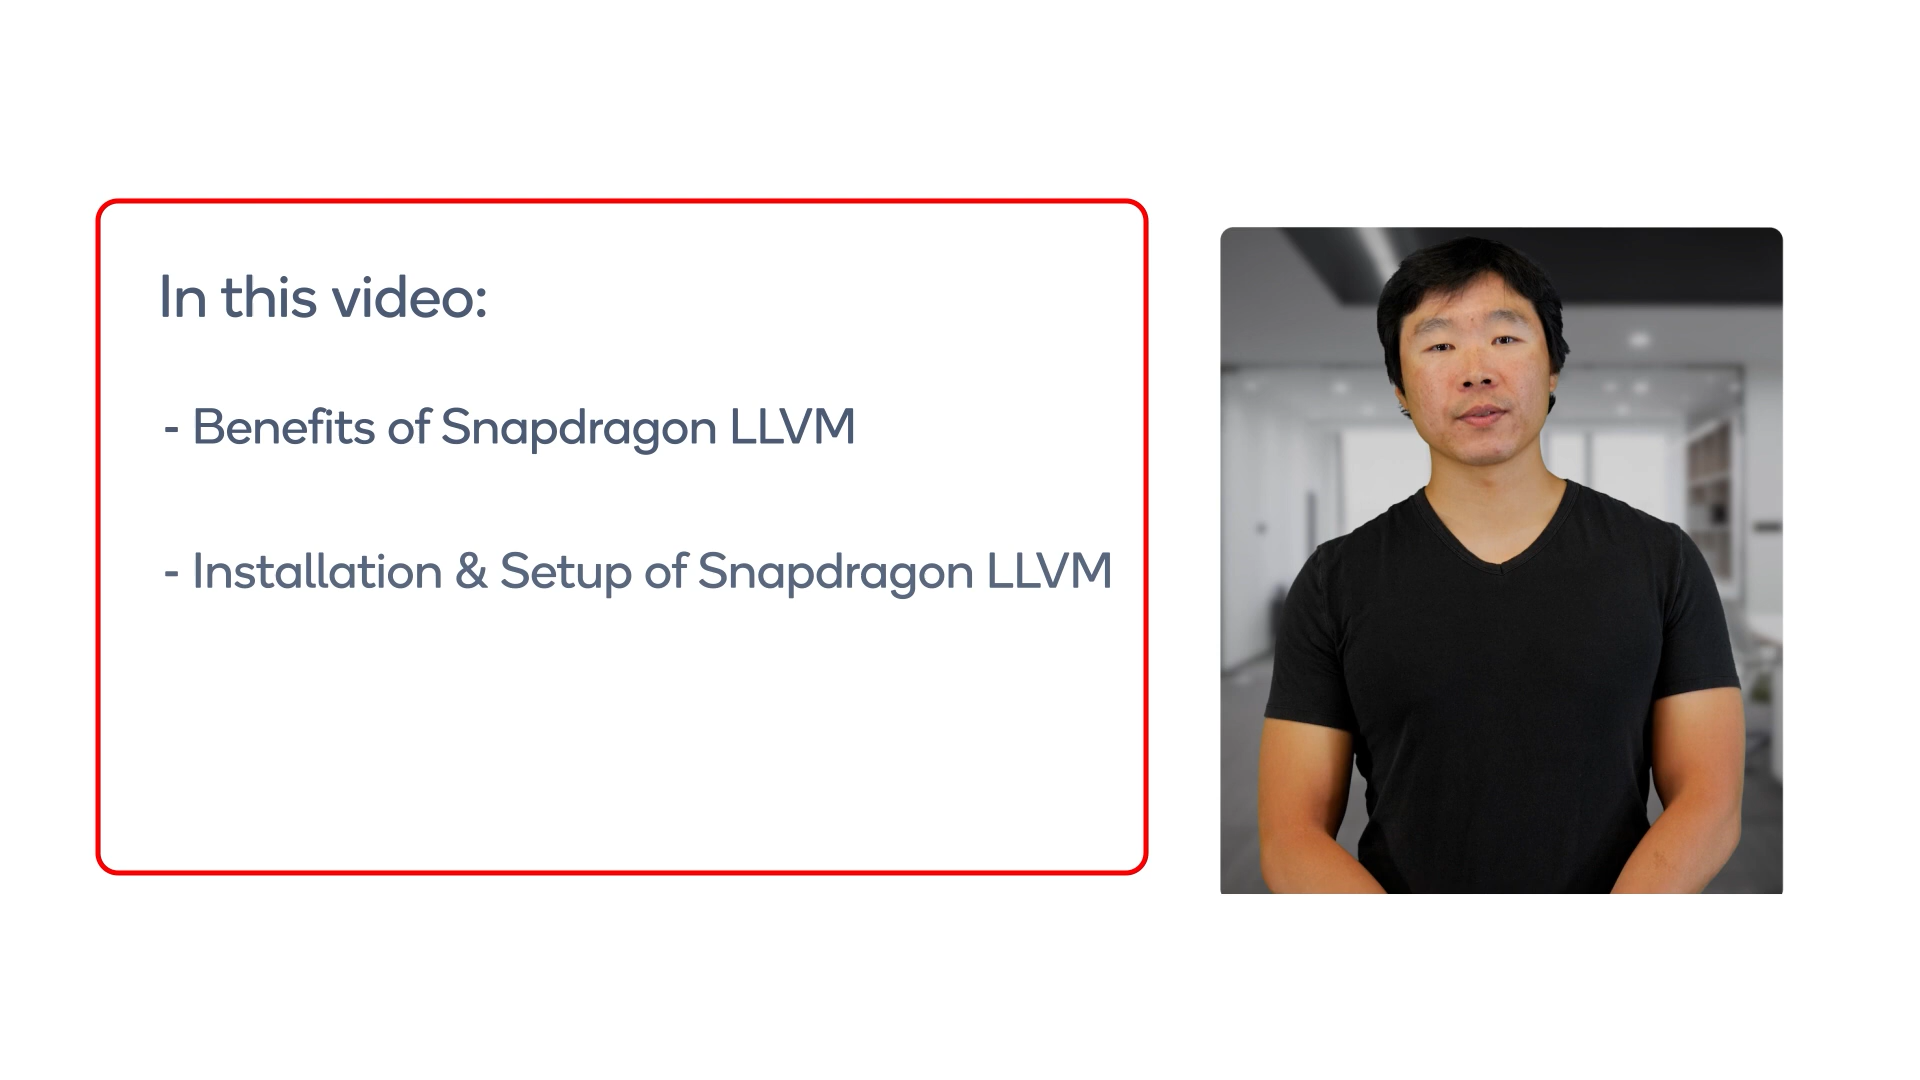 In this video:
- Benefits of Snapdragon LLVM
- Installation & Setup of Snapdragon LLVM